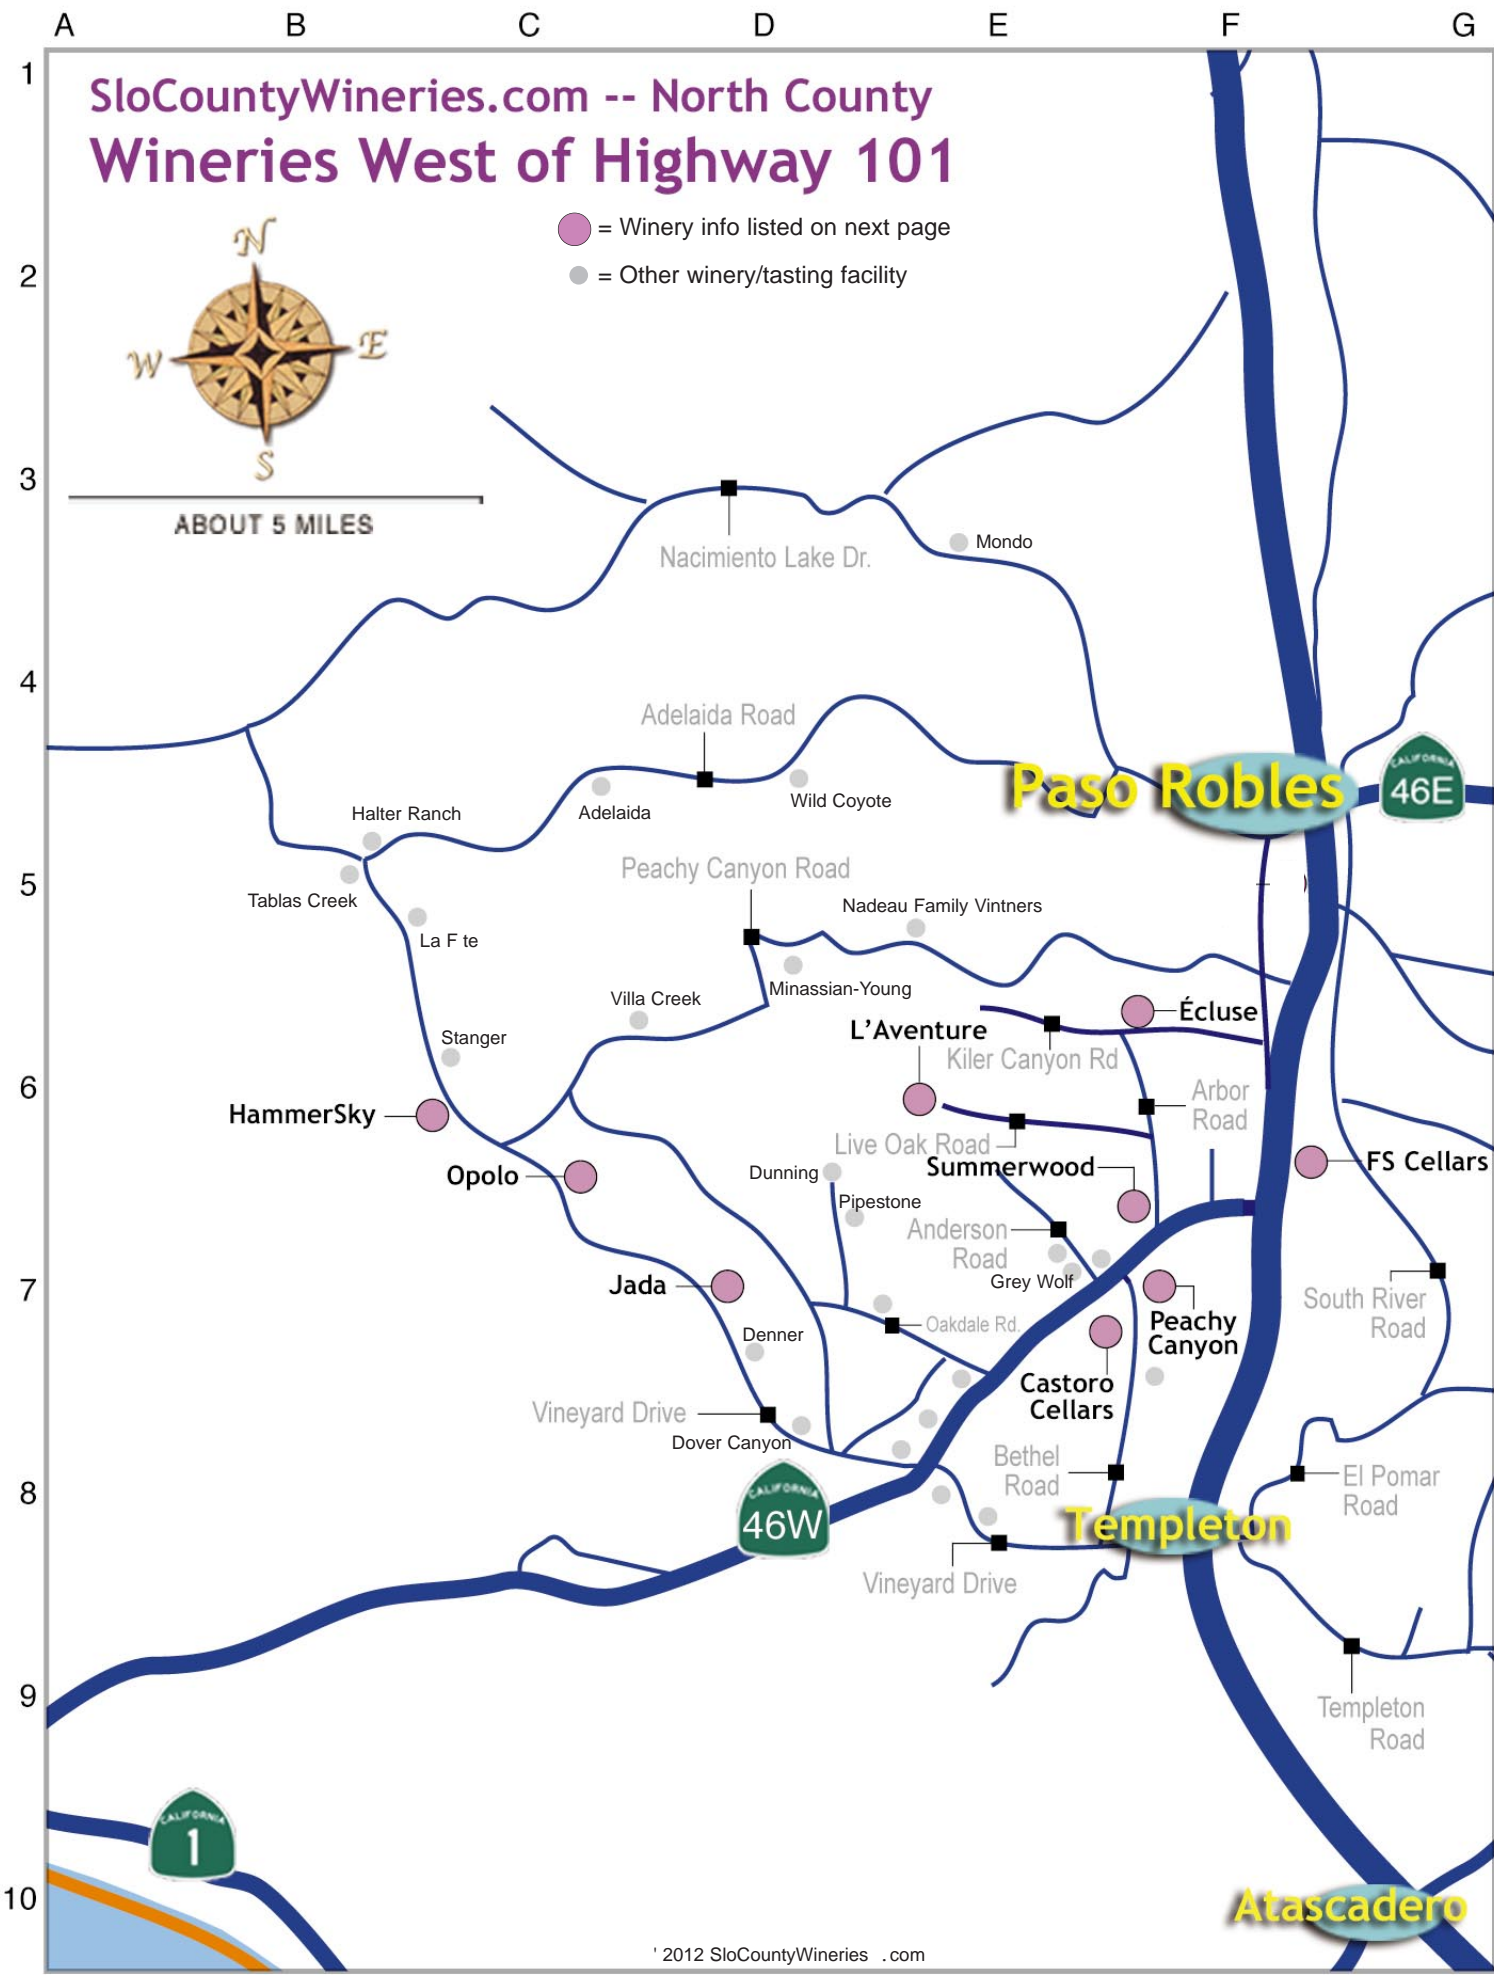 A B C D E F G
1
SloCountyWineries.com -- North County
Wineries West of Highway 101
= Winery info listed on next page
= Other winery/tasting facility
N
W
E
S
2
3
ABOUT 5 MILES
Nacimiento Lake Dr.
Mondo
4
Adelaida Road
Paso Robles
CALIFORNIA
46E
Adelaida
Wild Coyote
Halter Ranch
Peachy Canyon Road
5
Tablas Creek
Nadeau Family Vintners
La F te
Minassian-Young
Villa Creek
Écluse
L'Aventure
Stanger
Kiler Canyon Rd
6
Arbor
Road
HammerSky
Live Oak Road
Opolo
Dunning
Summerwood
FS Cellars
Pipestone
Anderson
Road
Grey Wolf
7
Jada
South River
Road
Oakdale Rd.
Peachy
Canyon
Denner
Castoro
Cellars
Vineyard Drive
Dover Canyon
Bethel
Road
El Pomar
Road
8
CALIFORNIA
46W
Templeton
Vineyard Drive
9
Templeton
Road
CALIFORNIA
1
10
Atascadero
' 2012 SloCountyWineries .com